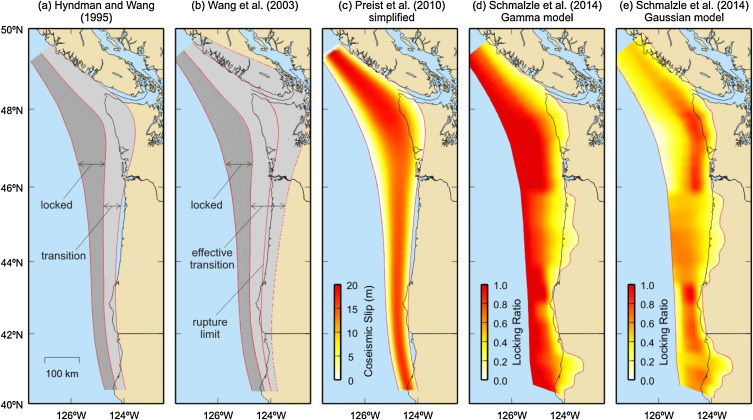 (a) Hyndman and Wang
(1995)
(b) Wang et al. (2003)
(c) Preist et al. (2010)
simplified
(d) Schmalzle et al. (2014)
Gamma model
(e) Schmalzle et al. (2014)
Gaussian model
50°N
48°N
46°N
44°N
42°N
40°N
locked
transition
100 km
126°W
124°W
locked
effective
transition
rupture
limit
126°W
124°W
20
15
10
5
0
Coseismic Slip (m)
126°W
124°W
1.0
0.8
0.6
0.4
0.2
0.0
Locking Ratio
126°W
124°W
1.0
0.8
0.6
0.4
0.2
0.0
Locking Ratio
126°W
124°W